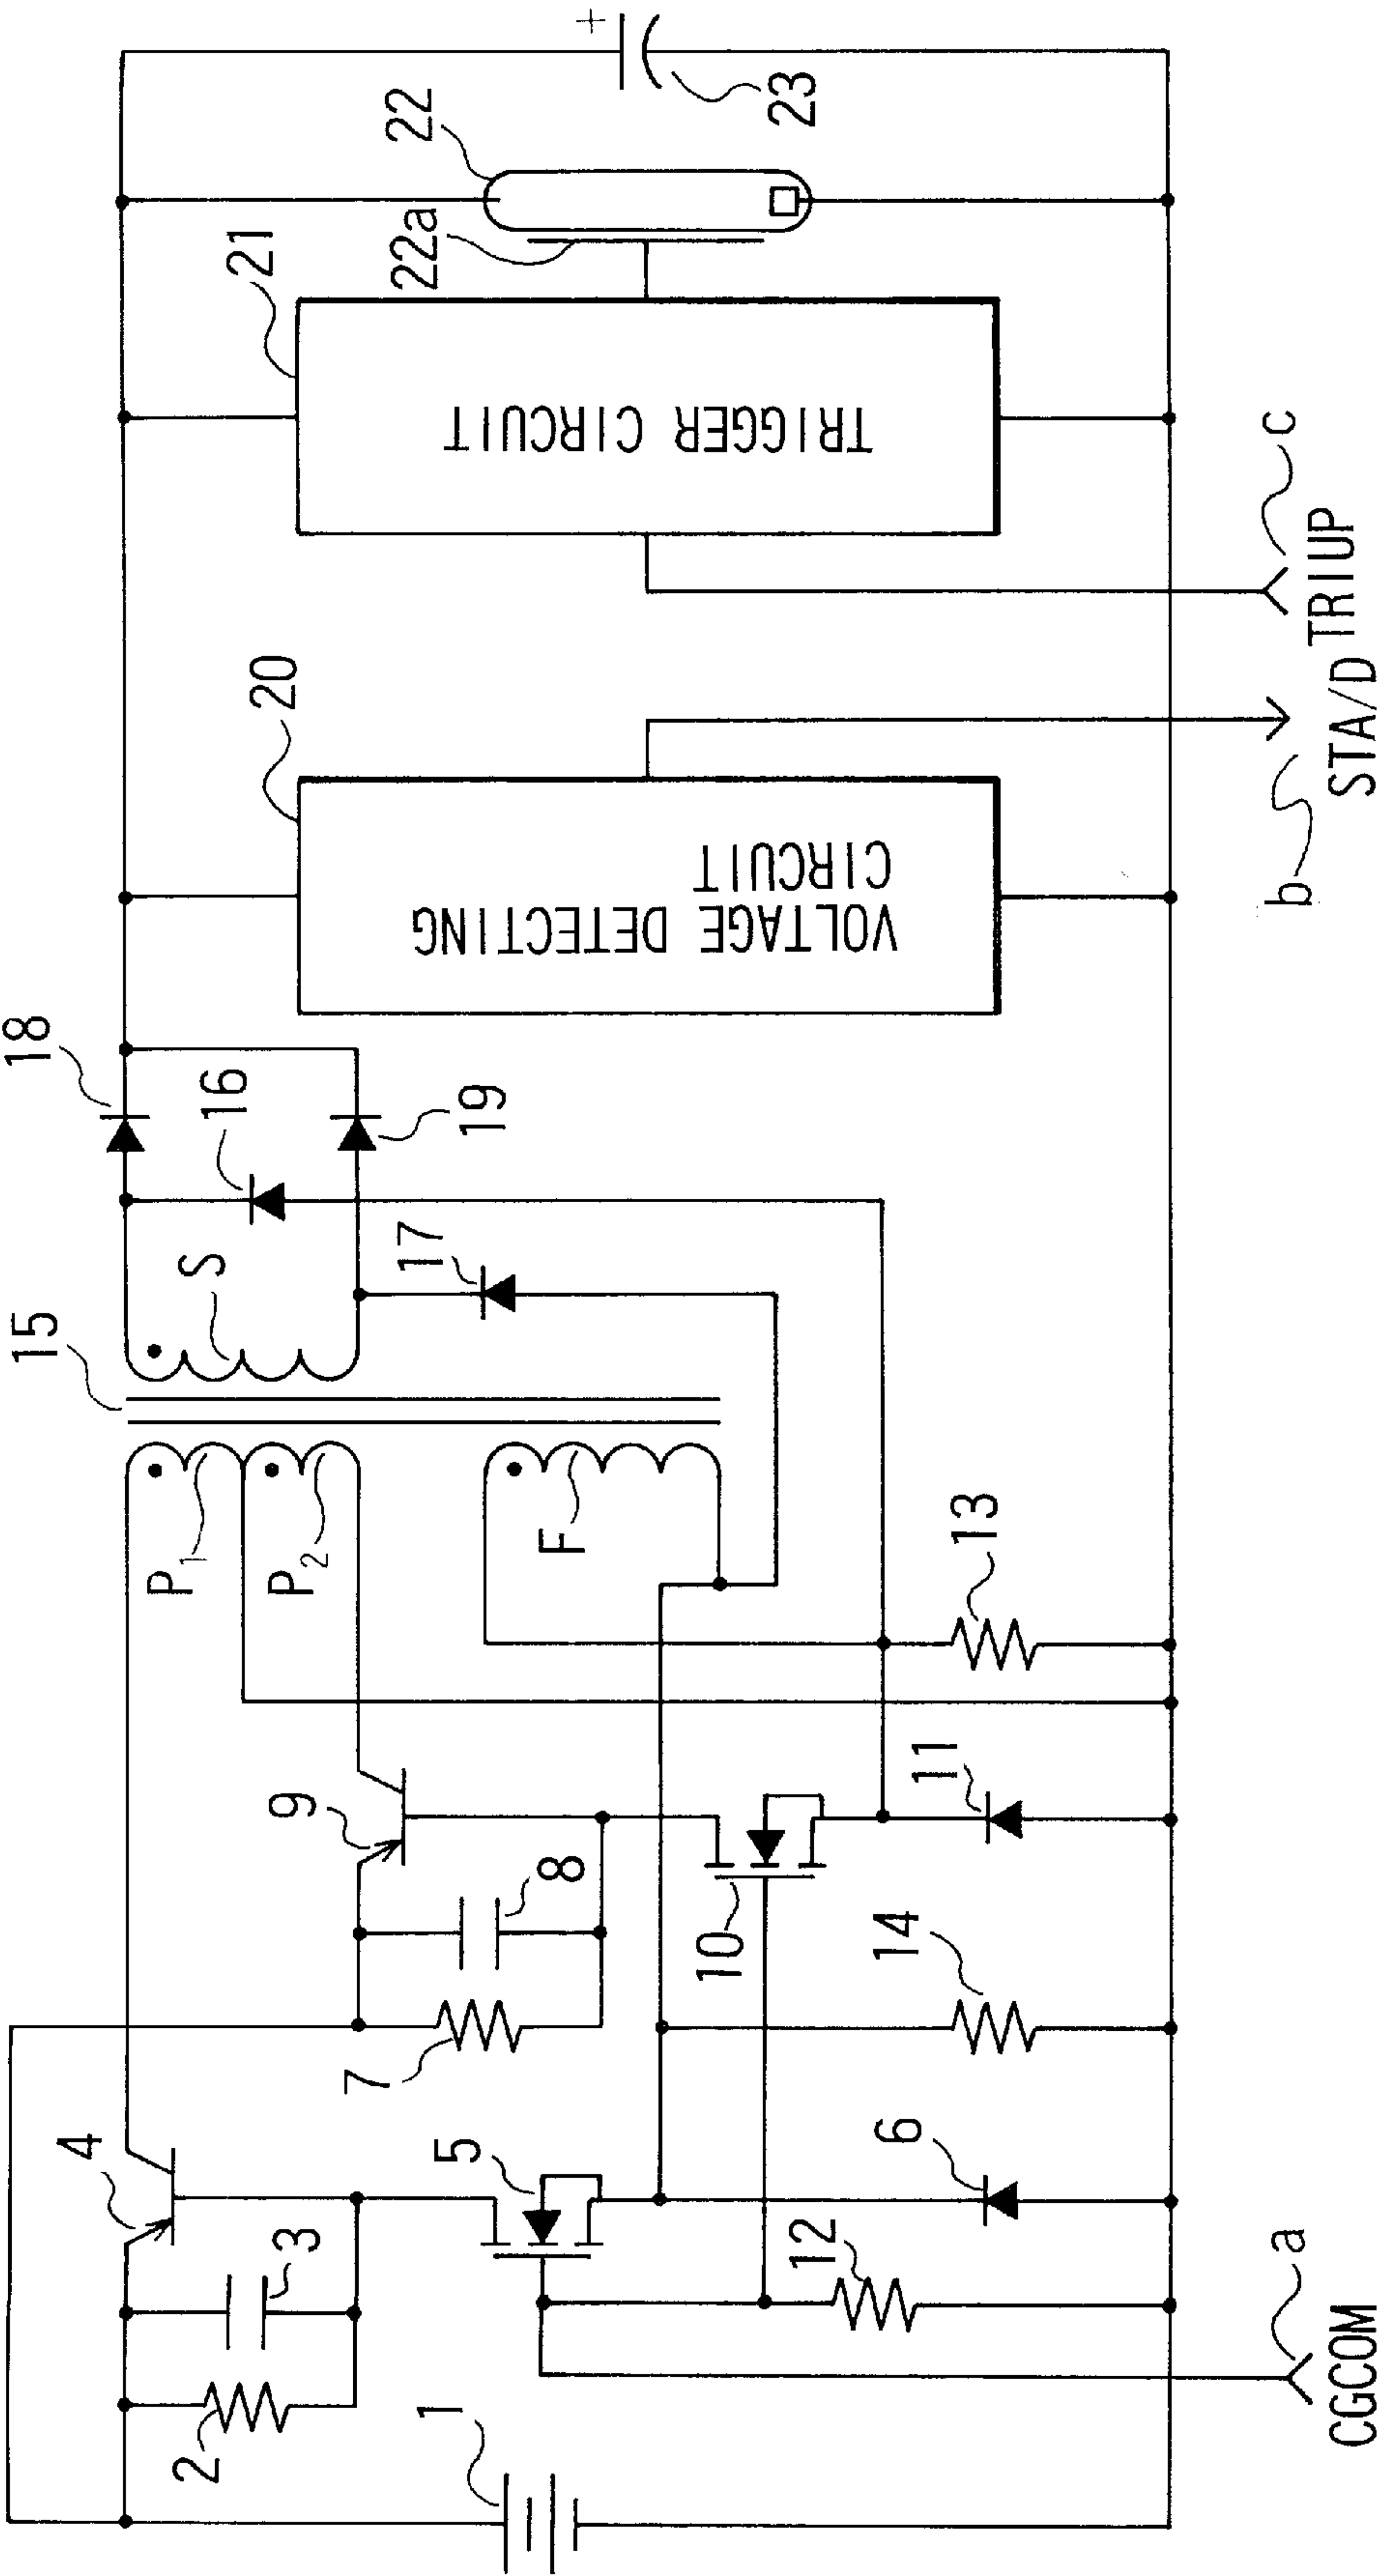 15
18
S
16
21
22
22a
+
23
P1
P2
F
17
19
20
VOLTAGE DETECTING
CIRCUIT
TRIGGER CIRCUIT
4
3
2
1
5
9
8
7
10
11
13
14
6
12
a
CGCOM
b
STA/D
c
TRIUP